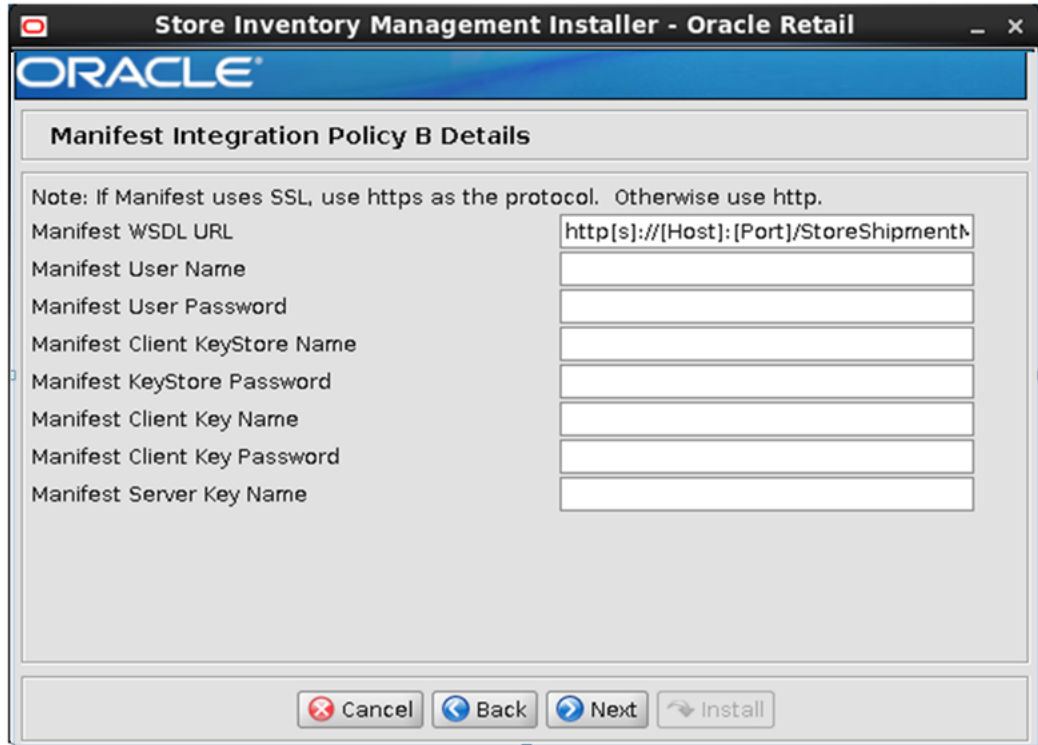 Store Inventory Management Installer - Oracle Retail
ORACLE
Manifest Integration Policy B Details
Note: If Manifest uses SSL, use https as the protocol.  Otherwise use http.
Manifest WSDL URL http[s]://[Host]:[Port]/StoreShipmentM
Manifest User Name
Manifest User Password
Manifest Client KeyStore Name
Manifest KeyStore Password
Manifest Client Key Name
Manifest Client Key Password
Manifest Server Key Name
Cancel Back Next Install